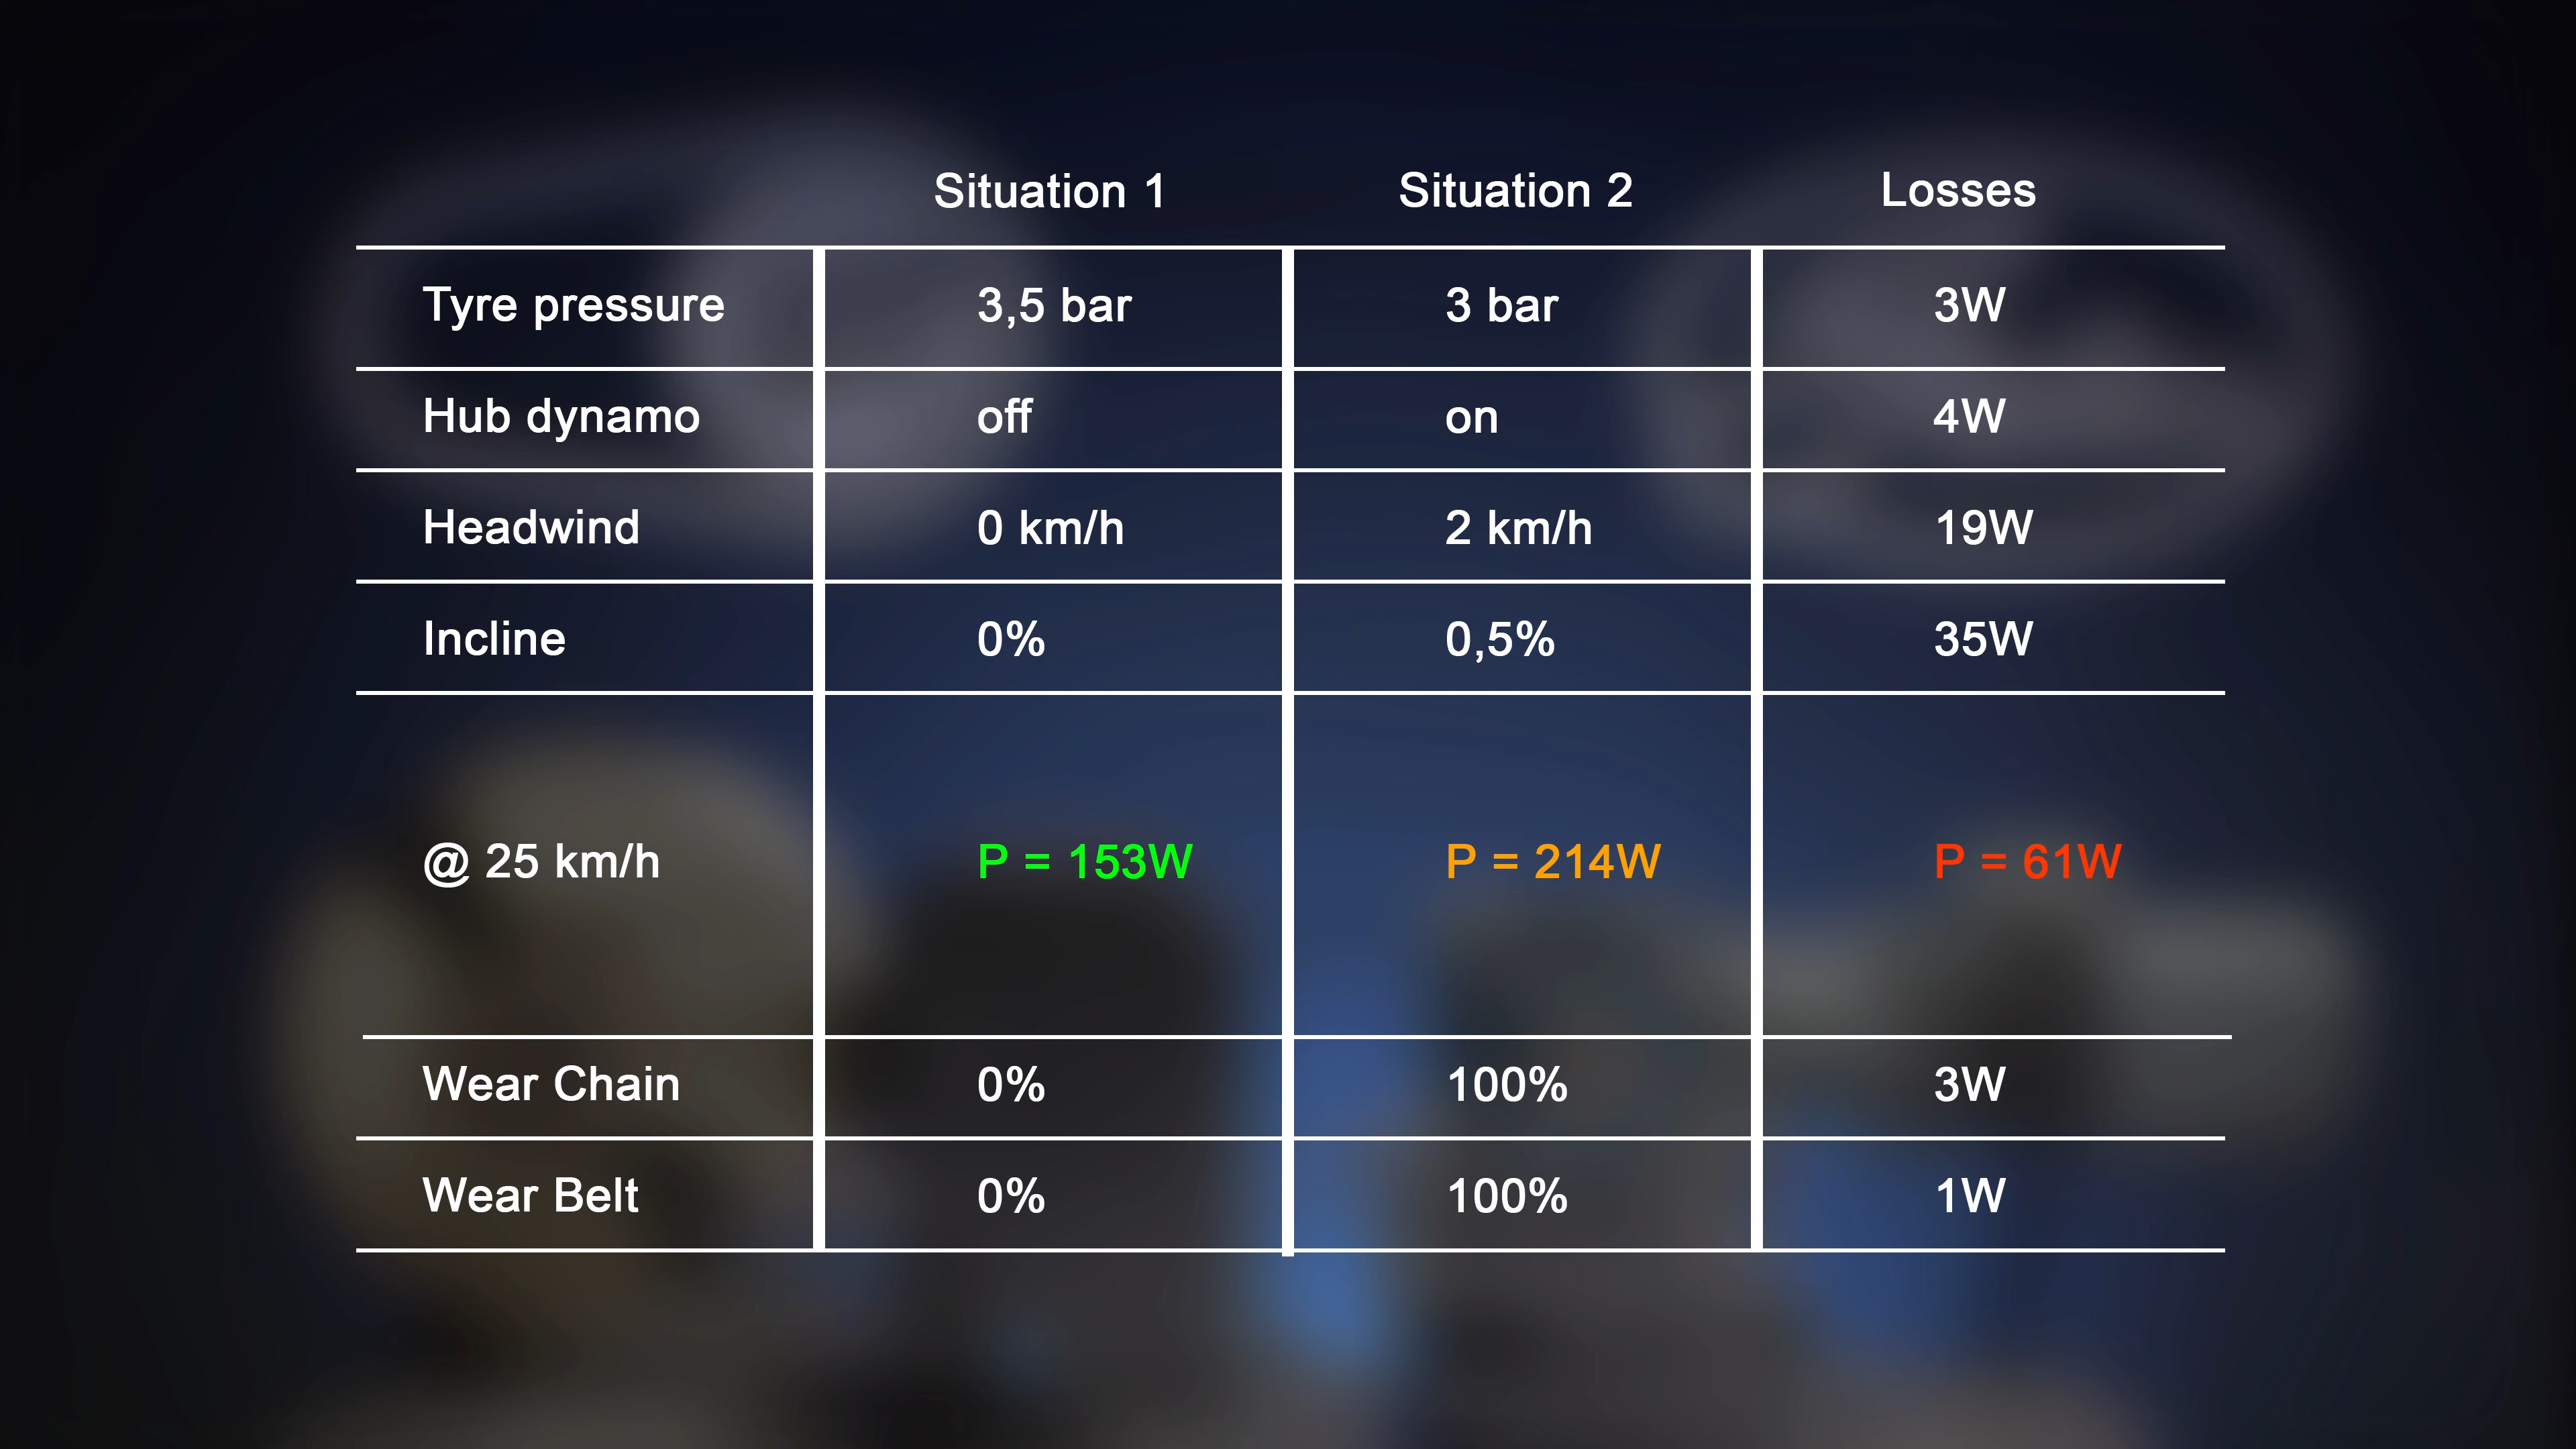 Situation 1 Situation 2 Losses
Tyre pressure 3,5 bar 3 bar 3W
Hub dynamo off on 4W
Headwind 0 km/h 2 km/h 19W
Incline 0% 0,5% 35W
@ 25 km/h P = 153W P = 214W P = 61W
Wear Chain 0% 100% 3W
Wear Belt 0% 100% 1W